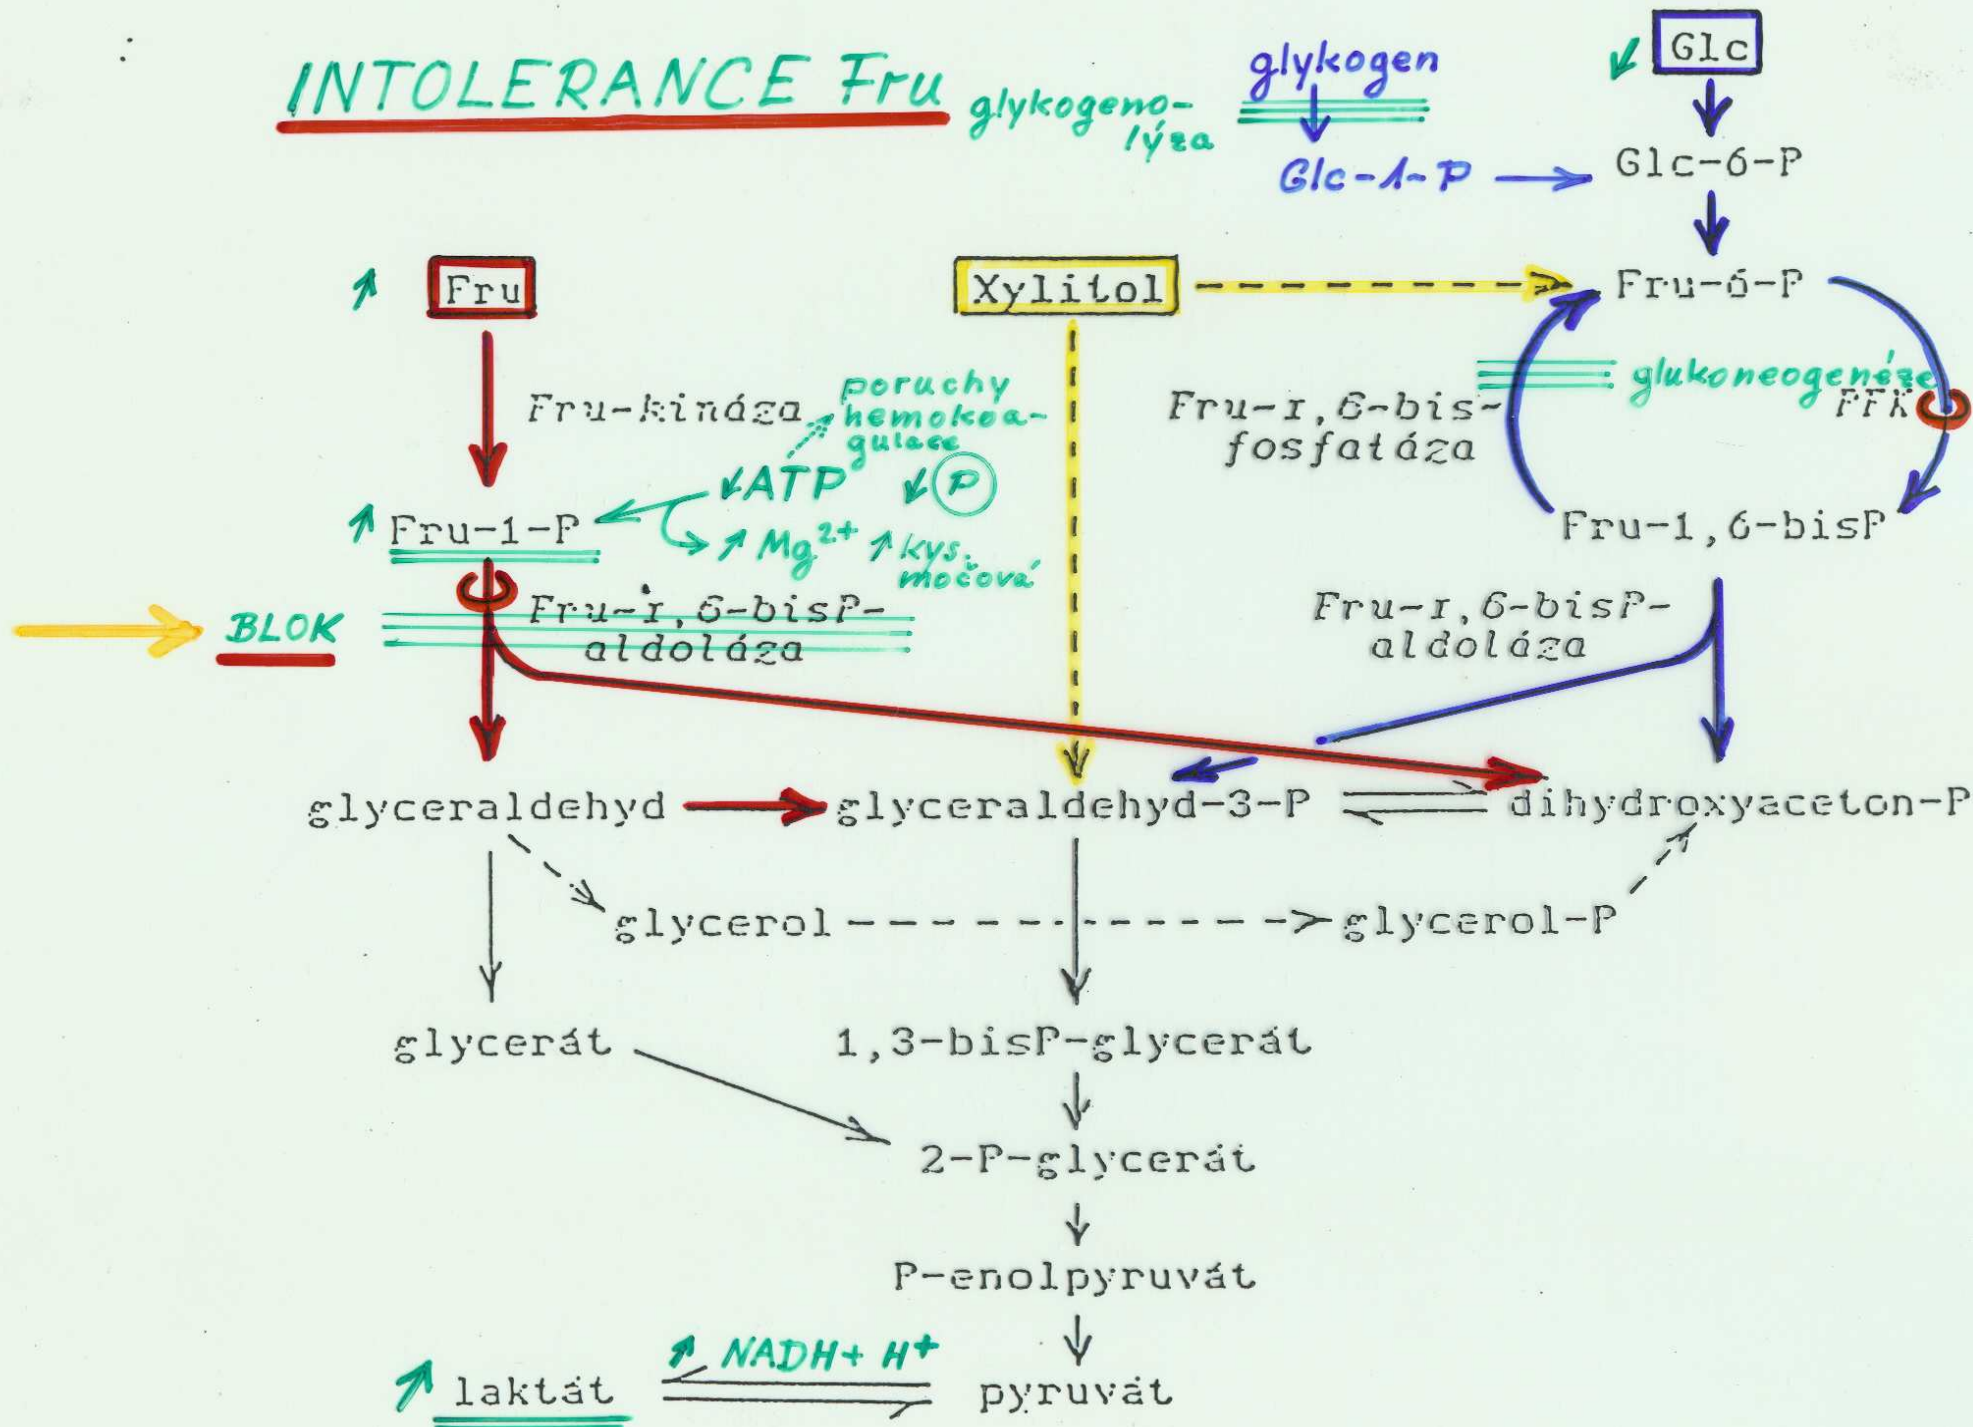 INTOLERANCE Fru
glykogeno-
lýza
glykogen
Glc
Glc-1-P
Glc-6-P
Fru
Xylitol
Fru-6-P
Fru-kináza
poruchy
hemokoa-
gulace
ATP
P
Fru-1,6-bis-
fosfatáza
glukoneogenéze
PFK
Fru-1-P
Mg2+
kys.
močová
Fru-1,6-bisP
BLOK
Fru-1,6-bisP-
aldoláza
Fru-1,6-bisP-
aldoláza
glyceraldehyd
glyceraldehyd-3-P
dihydroxyaceton-P
glycerol
glycerol-P
glycerát
1,3-bisP-glycerát
2-P-glycerát
P-enolpyruvát
NADH+ H+
laktát
pyruvát